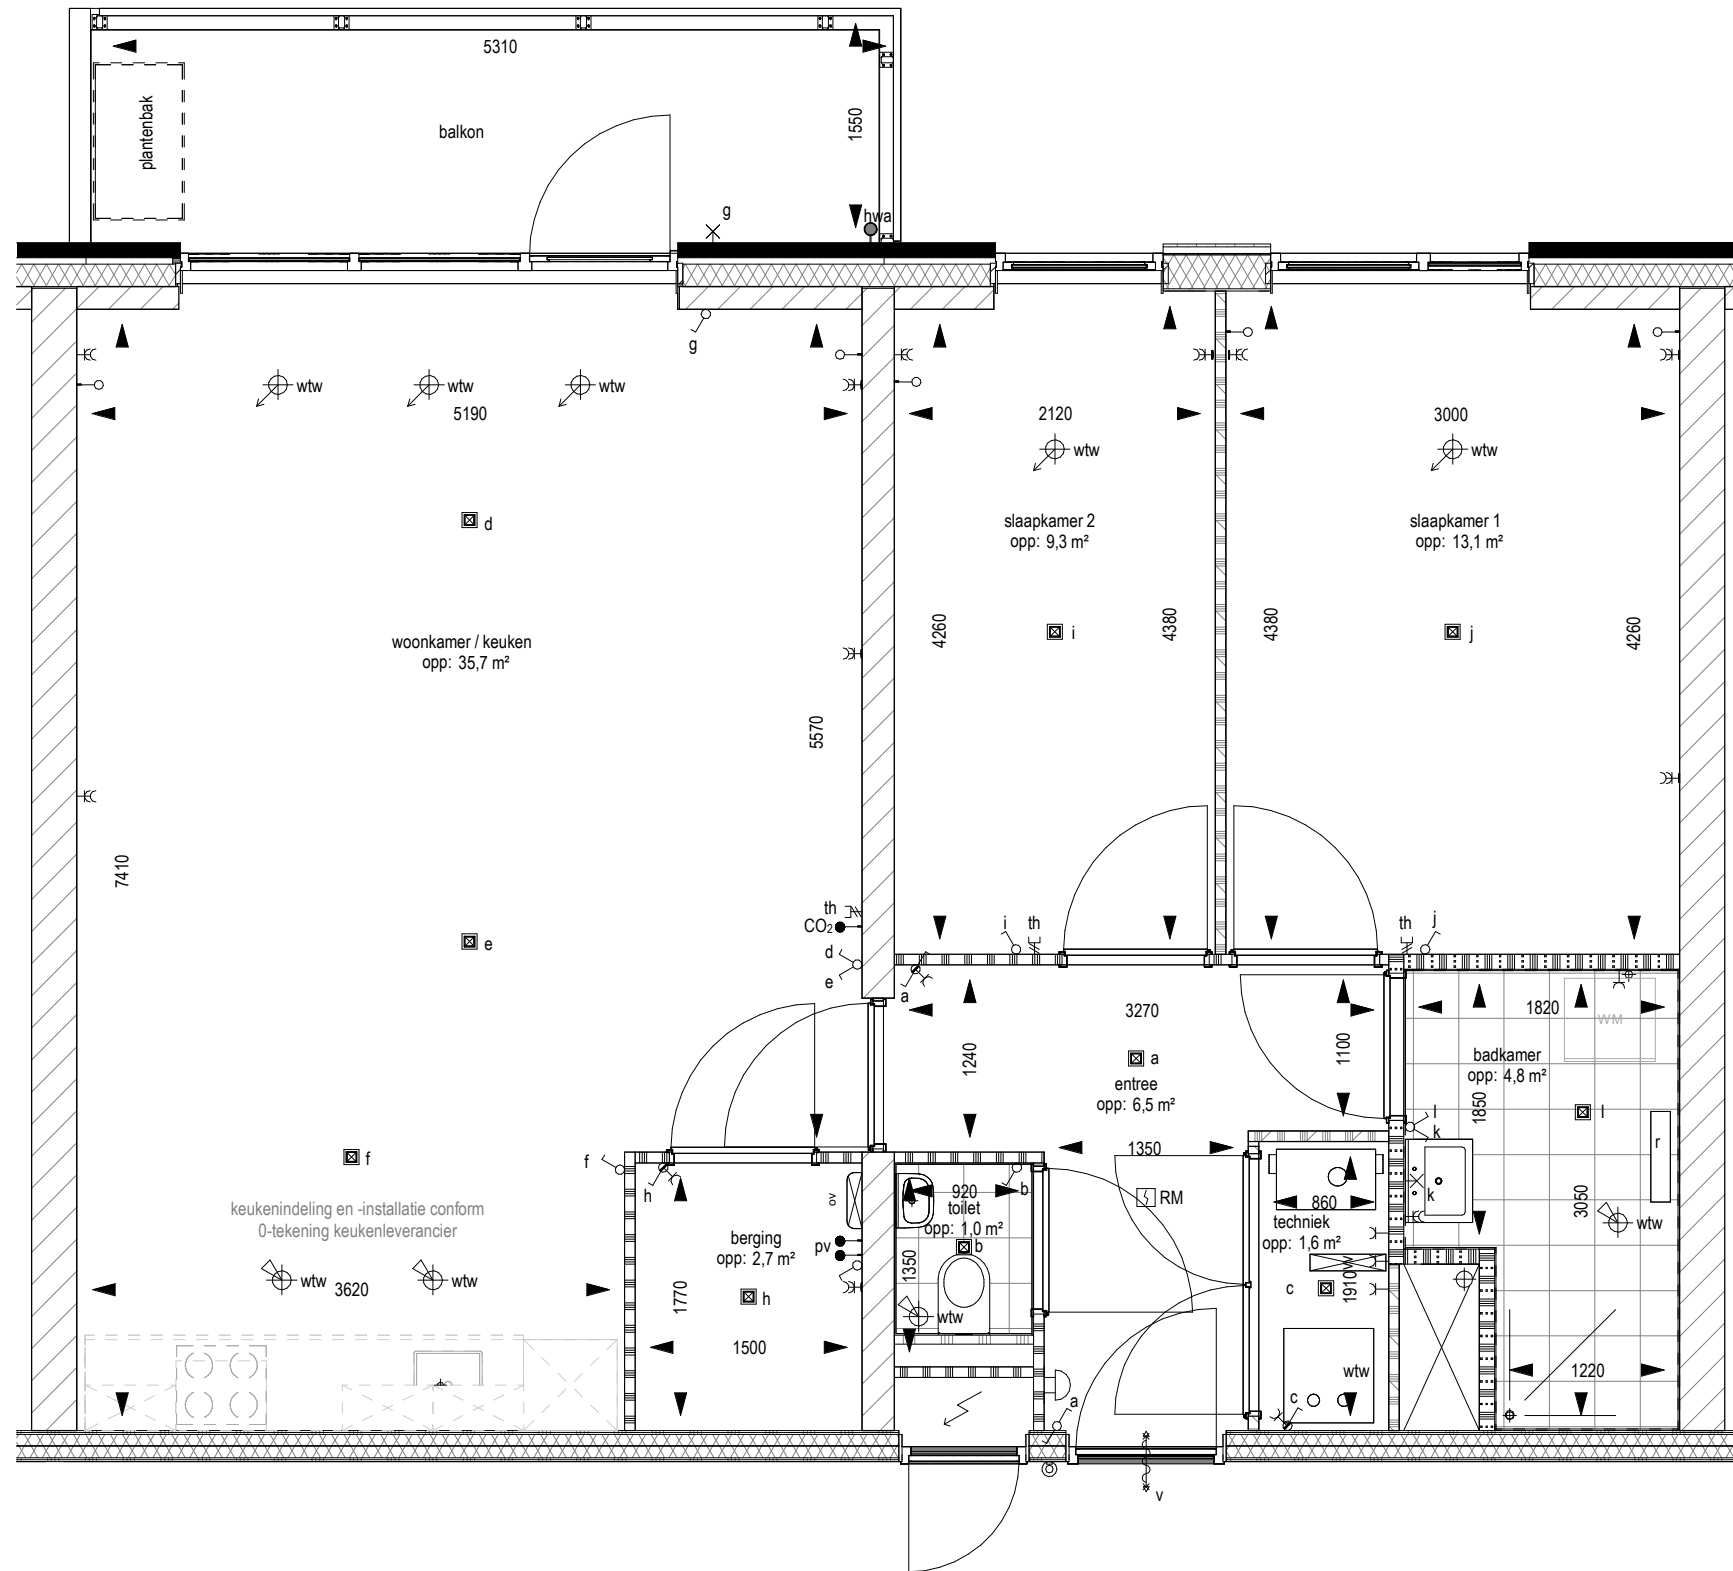 5310
plantenbak
balkon
1550
g
hwa
g
wtw
wtw
wtw
5190
2120
3000
wtw
wtw
d
slaapkamer 2
opp: 9,3 m²
slaapkamer 1
opp: 13,1 m²
woonkamer / keuken
opp: 35,7 m²
4260
i
4380
4380
j
4260
5570
7410
th
CO2
d
e
e
i
th
th
j
a
3270
1240
a
entree
opp: 6,5 m²
1100
1820
WM
badkamer
opp: 4,8 m²
1850
l
l
k
r
f
f
h
1350
RM
920
toilet
opp: 1,0 m²
b
b
1350
wtw
860
techniek
opp: 1,6 m²
k
3050
wtw
keukenindeling en -installatie conform
0-tekening keukenleverancier
ov
berging
opp: 2,7 m²
pv
1770
h
1500
wtw
wtw
3620
c
1910
vw
wtw
c
1220
a
v